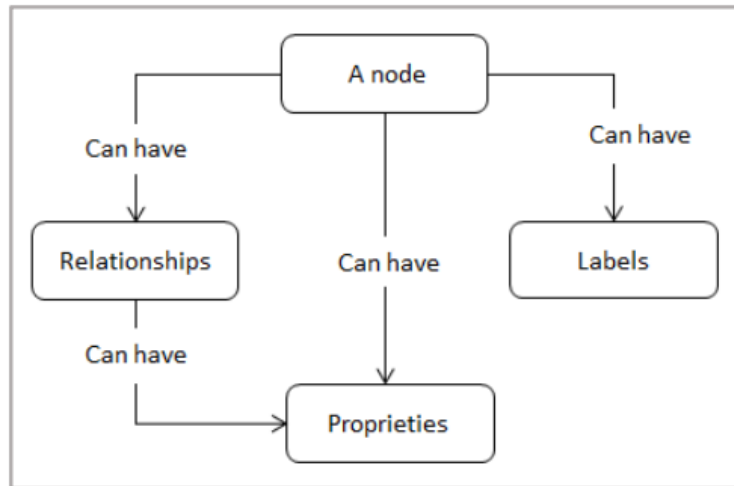 A node
Can have
Can have
Relationships
Can have
Labels
Can have
Proprieties